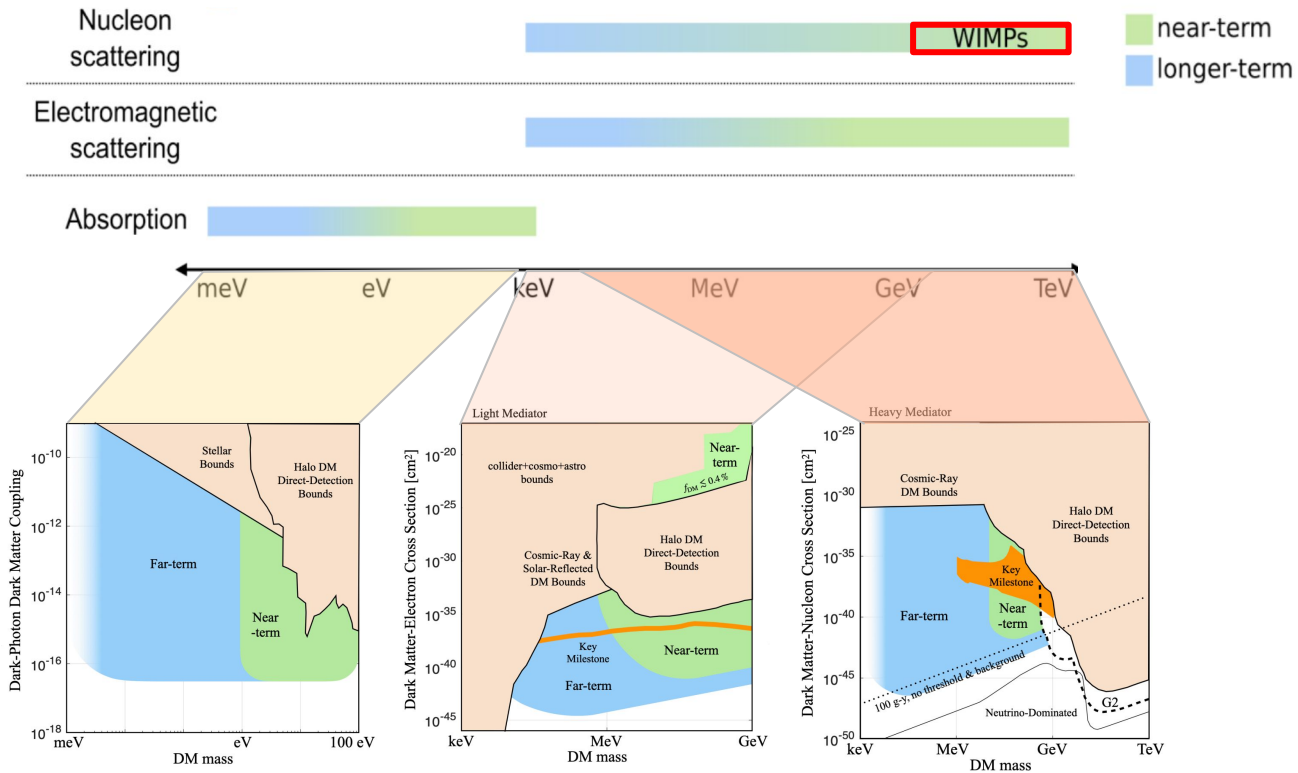 Nucleon
scattering
WIMPs
near-term
longer-term
Electromagnetic
scattering
Absorption
meV
eV
keV
MeV
GeV
TeV
Dark-Photon Dark Matter Coupling
10-10
10-12
10-14
10-16
10-18
Stellar
Bounds
Halo DM
Direct-Detection
Bounds
Far-term
Near
-term
meV
eV
100 eV
DM mass
Light Mediator
Dark Matter-Electron Cross Section [cm²]
10-20
10-25
10-30
10-35
10-40
10-45
collider+cosmo+astro
bounds
Near-
term
fDM ≲ 0.4 %
Cosmic-Ray &
Solar-Reflected
DM Bounds
Halo DM
Direct-Detection
Bounds
Key
Milestone
Near-term
Far-term
keV
MeV
GeV
DM mass
Heavy Mediator
Dark Matter-Nucleon Cross Section [cm²]
10-25
10-30
10-35
10-40
10-45
10-50
Cosmic-Ray
DM Bounds
Halo DM
Direct-Detection
Bounds
Key
Milestone
Far-term
Near
-term
100 g-y, no threshold & background
G2
Neutrino-Dominated
keV
MeV
GeV
TeV
DM mass